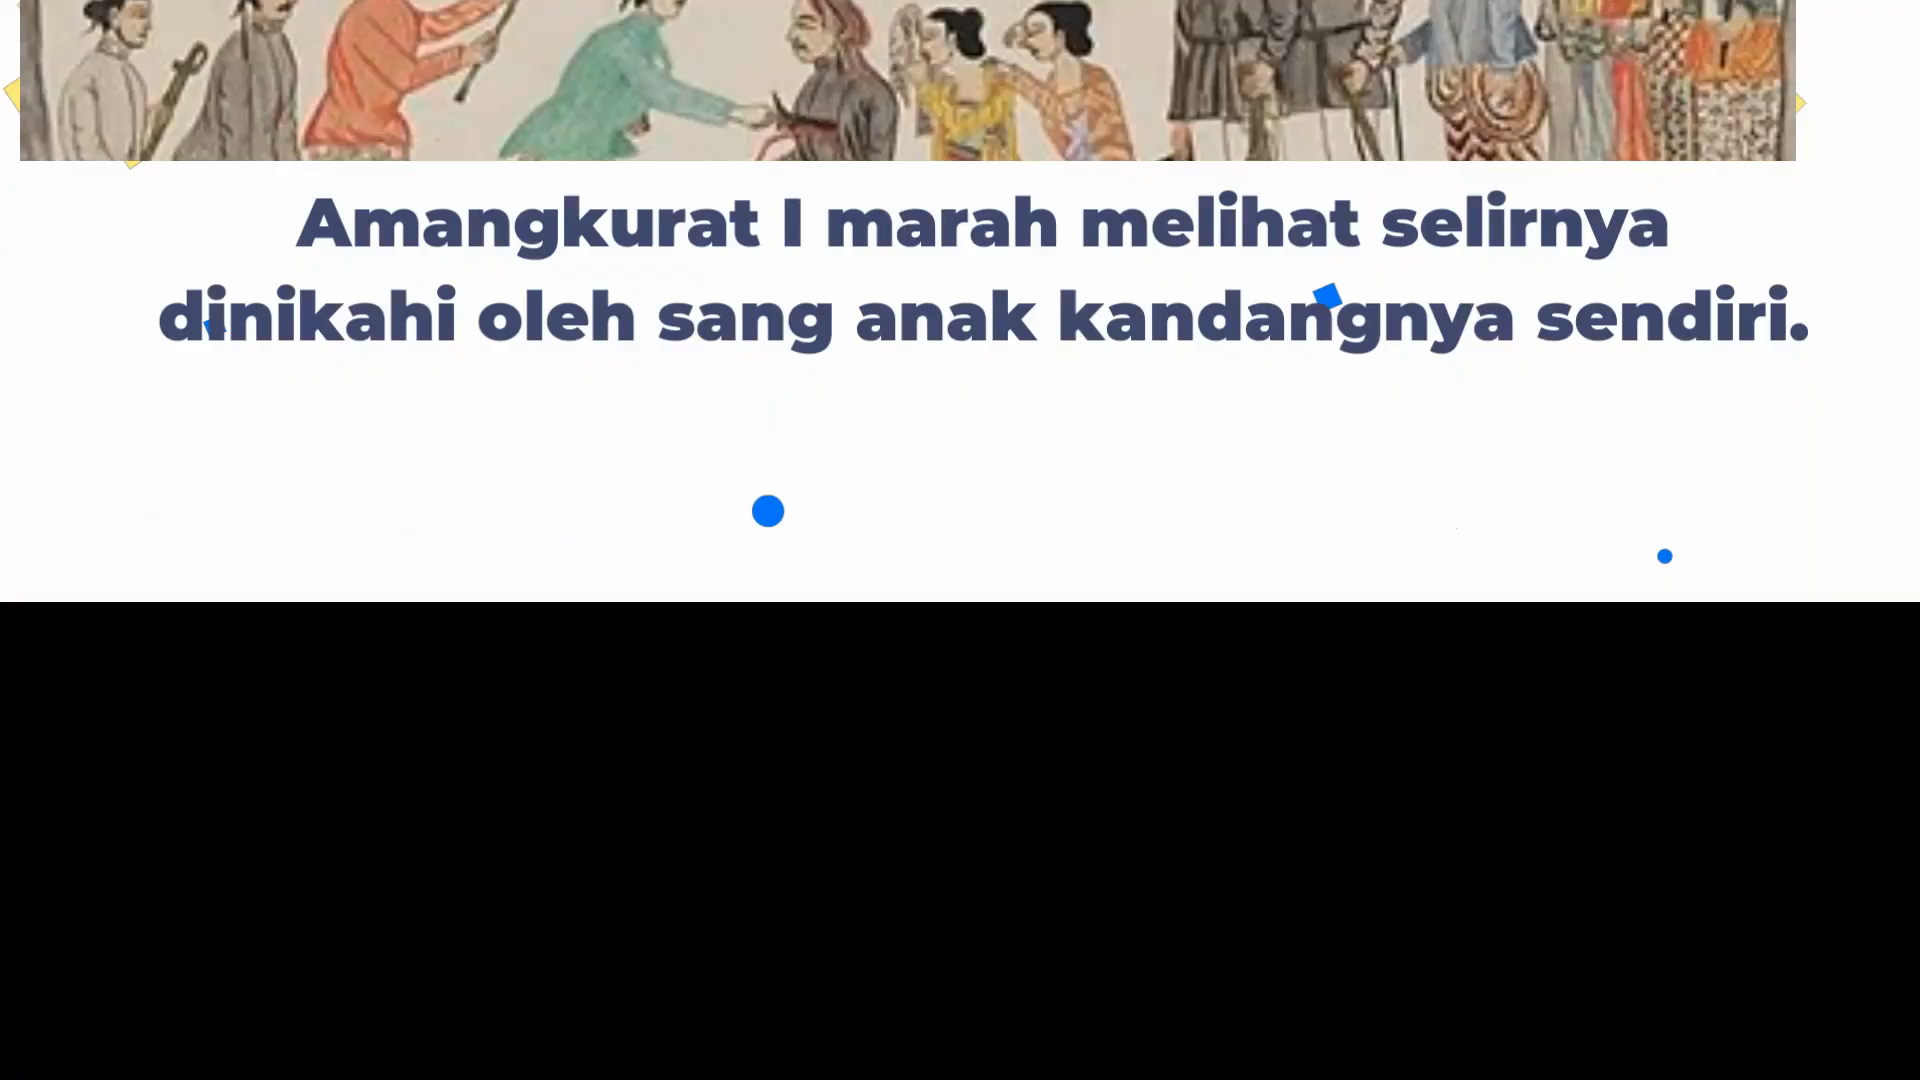 Amangkurat I marah melihat selirnya
dinikahi oleh sang anak kandangnya sendiri.